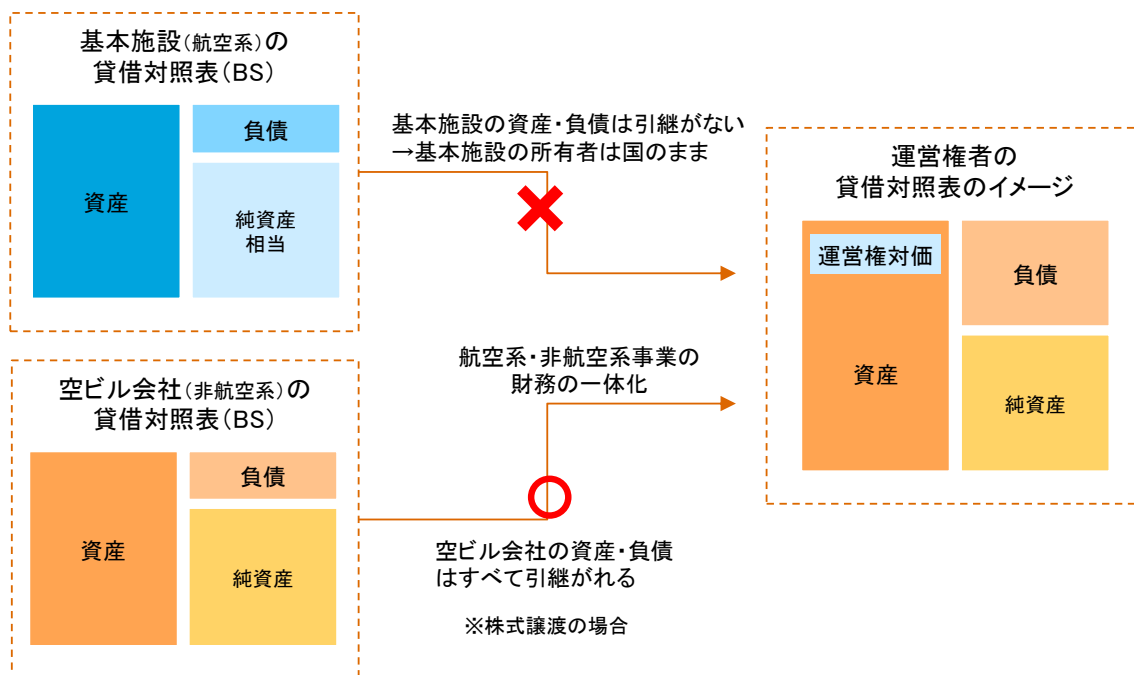 基本施設(航空系)の
貸借対照表(BS)
資産
負債
純資産
相当
基本施設の資産・負債は引継がない
→基本施設の所有者は国のまま
空ビル会社(非航空系)の
貸借対照表(BS)
資産
負債
純資産
航空系・非航空系事業の
財務の一体化
空ビル会社の資産・負債
はすべて引継がれる
※株式譲渡の場合
運営権者の
貸借対照表のイメージ
運営権対価
資産
負債
純資産